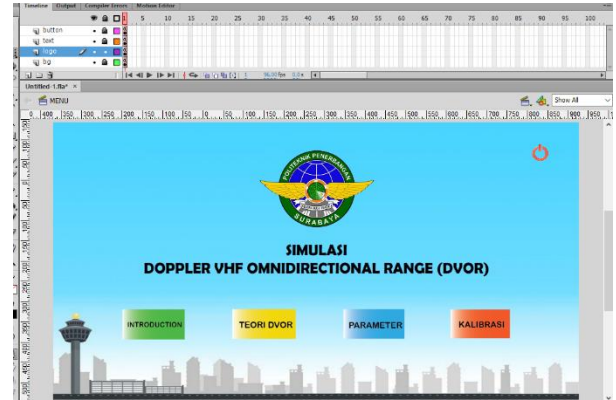 Timeline Output Compiler Errors Motion Editor
1 5 10 15 20 25 30 35 40 45 50 55 60 65 70 75 80 85 90 95 100
button
text
logo
bg
Untitled-1.fla* ×
MENU
Show All
POLITEKNIK PENERBANGAN
SURABAYA
SIMULASI
DOPPLER VHF OMNIDIRECTIONAL RANGE (DVOR)
INTRODUCTION TEORI DVOR PARAMETER KALIBRASI